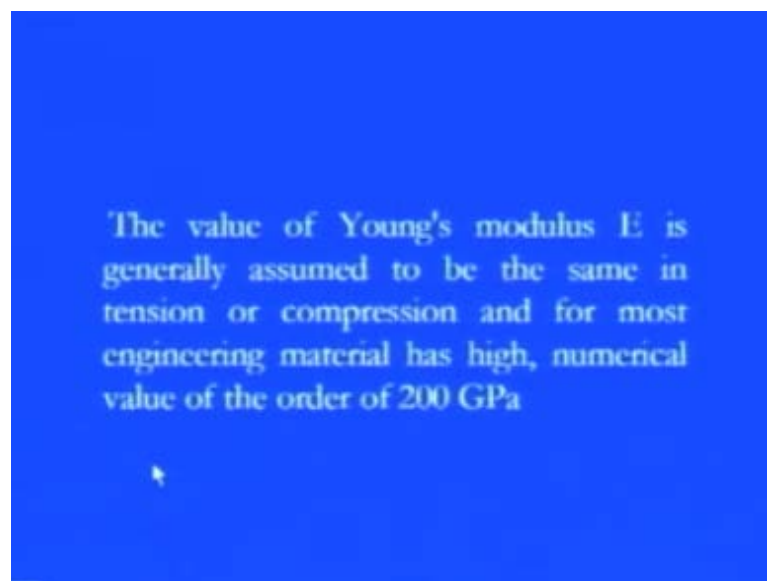 The value of Young's modulus E is
generally assumed to be the same in
tension or compression and for most
engineering material has high, numerical
value of the order of 200 GPa